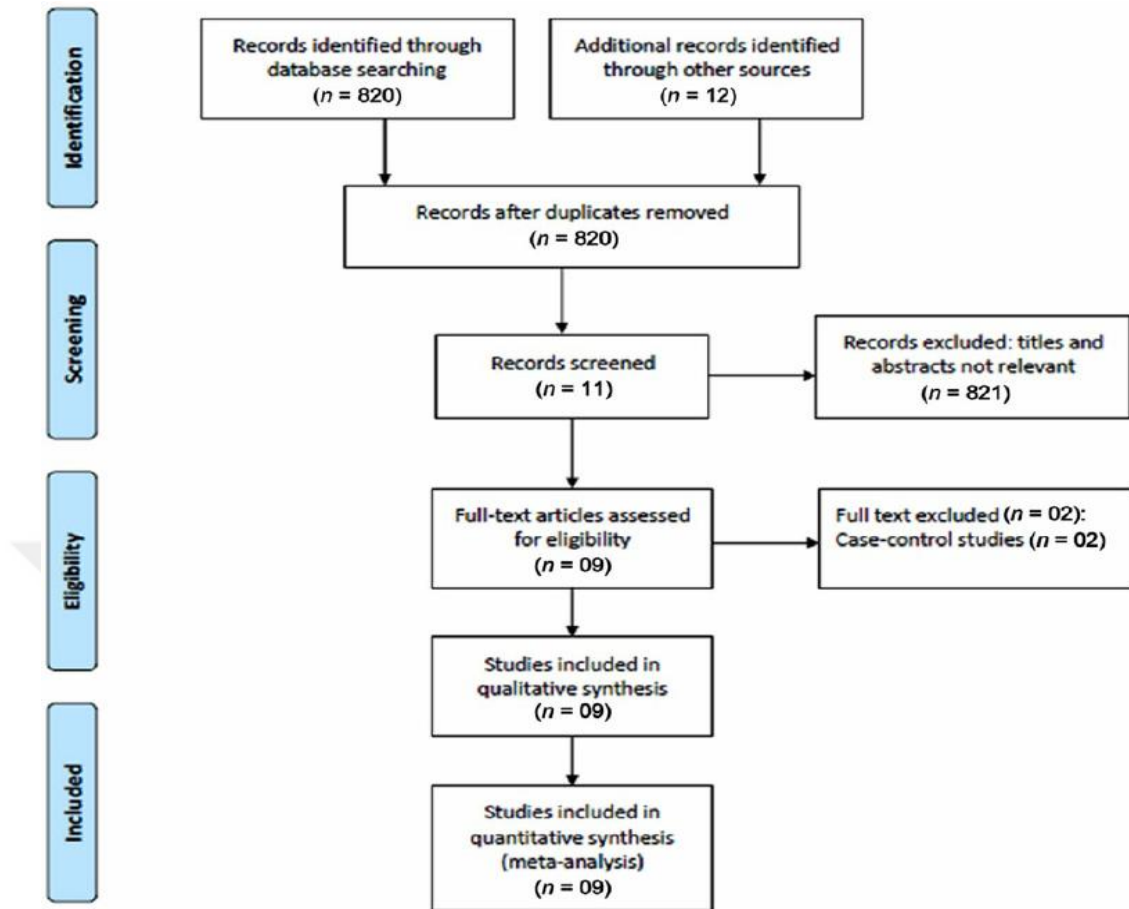 Identification
Records identified through
database searching
(n = 820)
Additional records identified
through other sources
(n = 12)
Records after duplicates removed
(n = 820)
Screening
Records screened
(n = 11)
Records excluded: titles and
abstracts not relevant
(n = 821)
Eligibility
Full-text articles assessed
for eligibility
(n = 09)
Full text excluded (n = 02):
Case-control studies (n = 02)
Studies included in
qualitative synthesis
(n = 09)
Included
Studies included in
quantitative synthesis
(meta-analysis)
(n = 09)